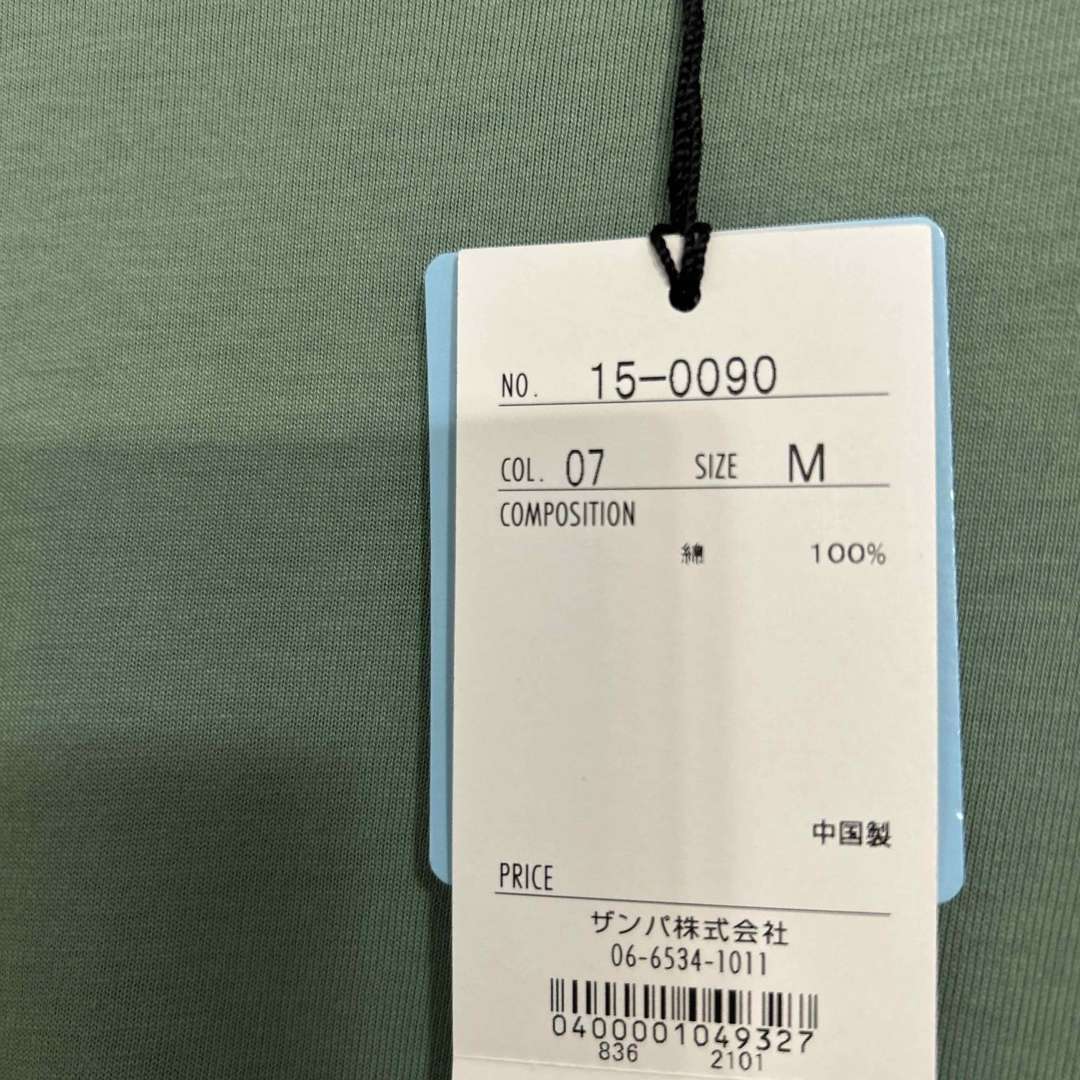 NO. 15-0090
COL. 07 SIZE M
COMPOSITION
綿 100%
中国製
PRICE
ザンパ株式会社
06-6534-1011
0400001049327
836 2101